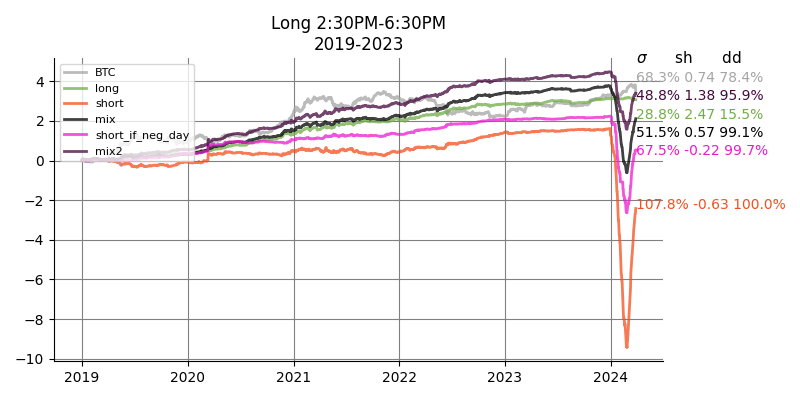 Long 2:30PM-6:30PM
2019-2023
σ sh dd
BTC
long
short
mix
short_if_neg_day
mix2
68.3% 0.74 78.4%
48.8% 1.38 95.9%
28.8% 2.47 15.5%
51.5% 0.57 99.1%
67.5% -0.22 99.7%
107.8% -0.63 100.0%
4
2
0
−2
−4
−6
−8
−10
2019 2020 2021 2022 2023 2024